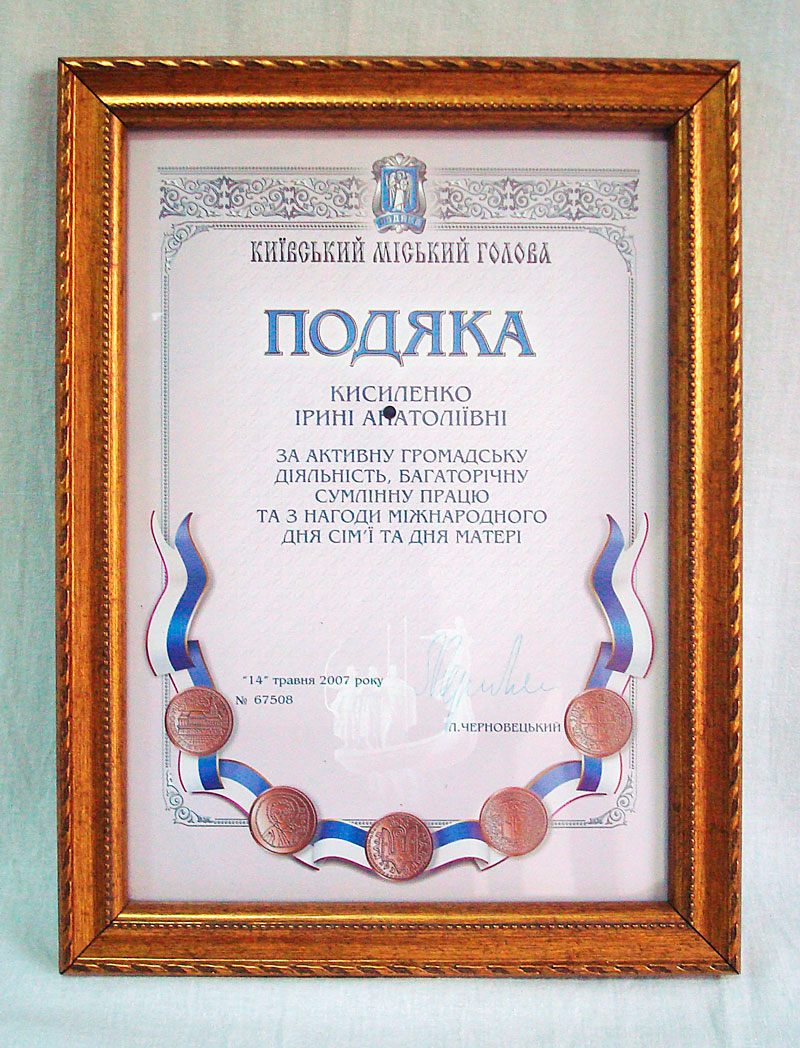 ПОДЯКА
КИЇВСЬКИЙ МІСЬКИЙ ГОЛОВА
ПОДЯКА
КИСИЛЕНКО
ІРИНІ АНАТОЛІЇВНІ
ЗА АКТИВНУ ГРОМАДСЬКУ
ДІЯЛЬНІСТЬ, БАГАТОРІЧНУ
СУМЛІННУ ПРАЦЮ
ТА З НАГОДИ МІЖНАРОДНОГО
ДНЯ СІМ’Ї ТА ДНЯ МАТЕРІ
"14" травня 2007 року
№ 67508
Л.ЧЕРНОВЕЦЬКИЙ